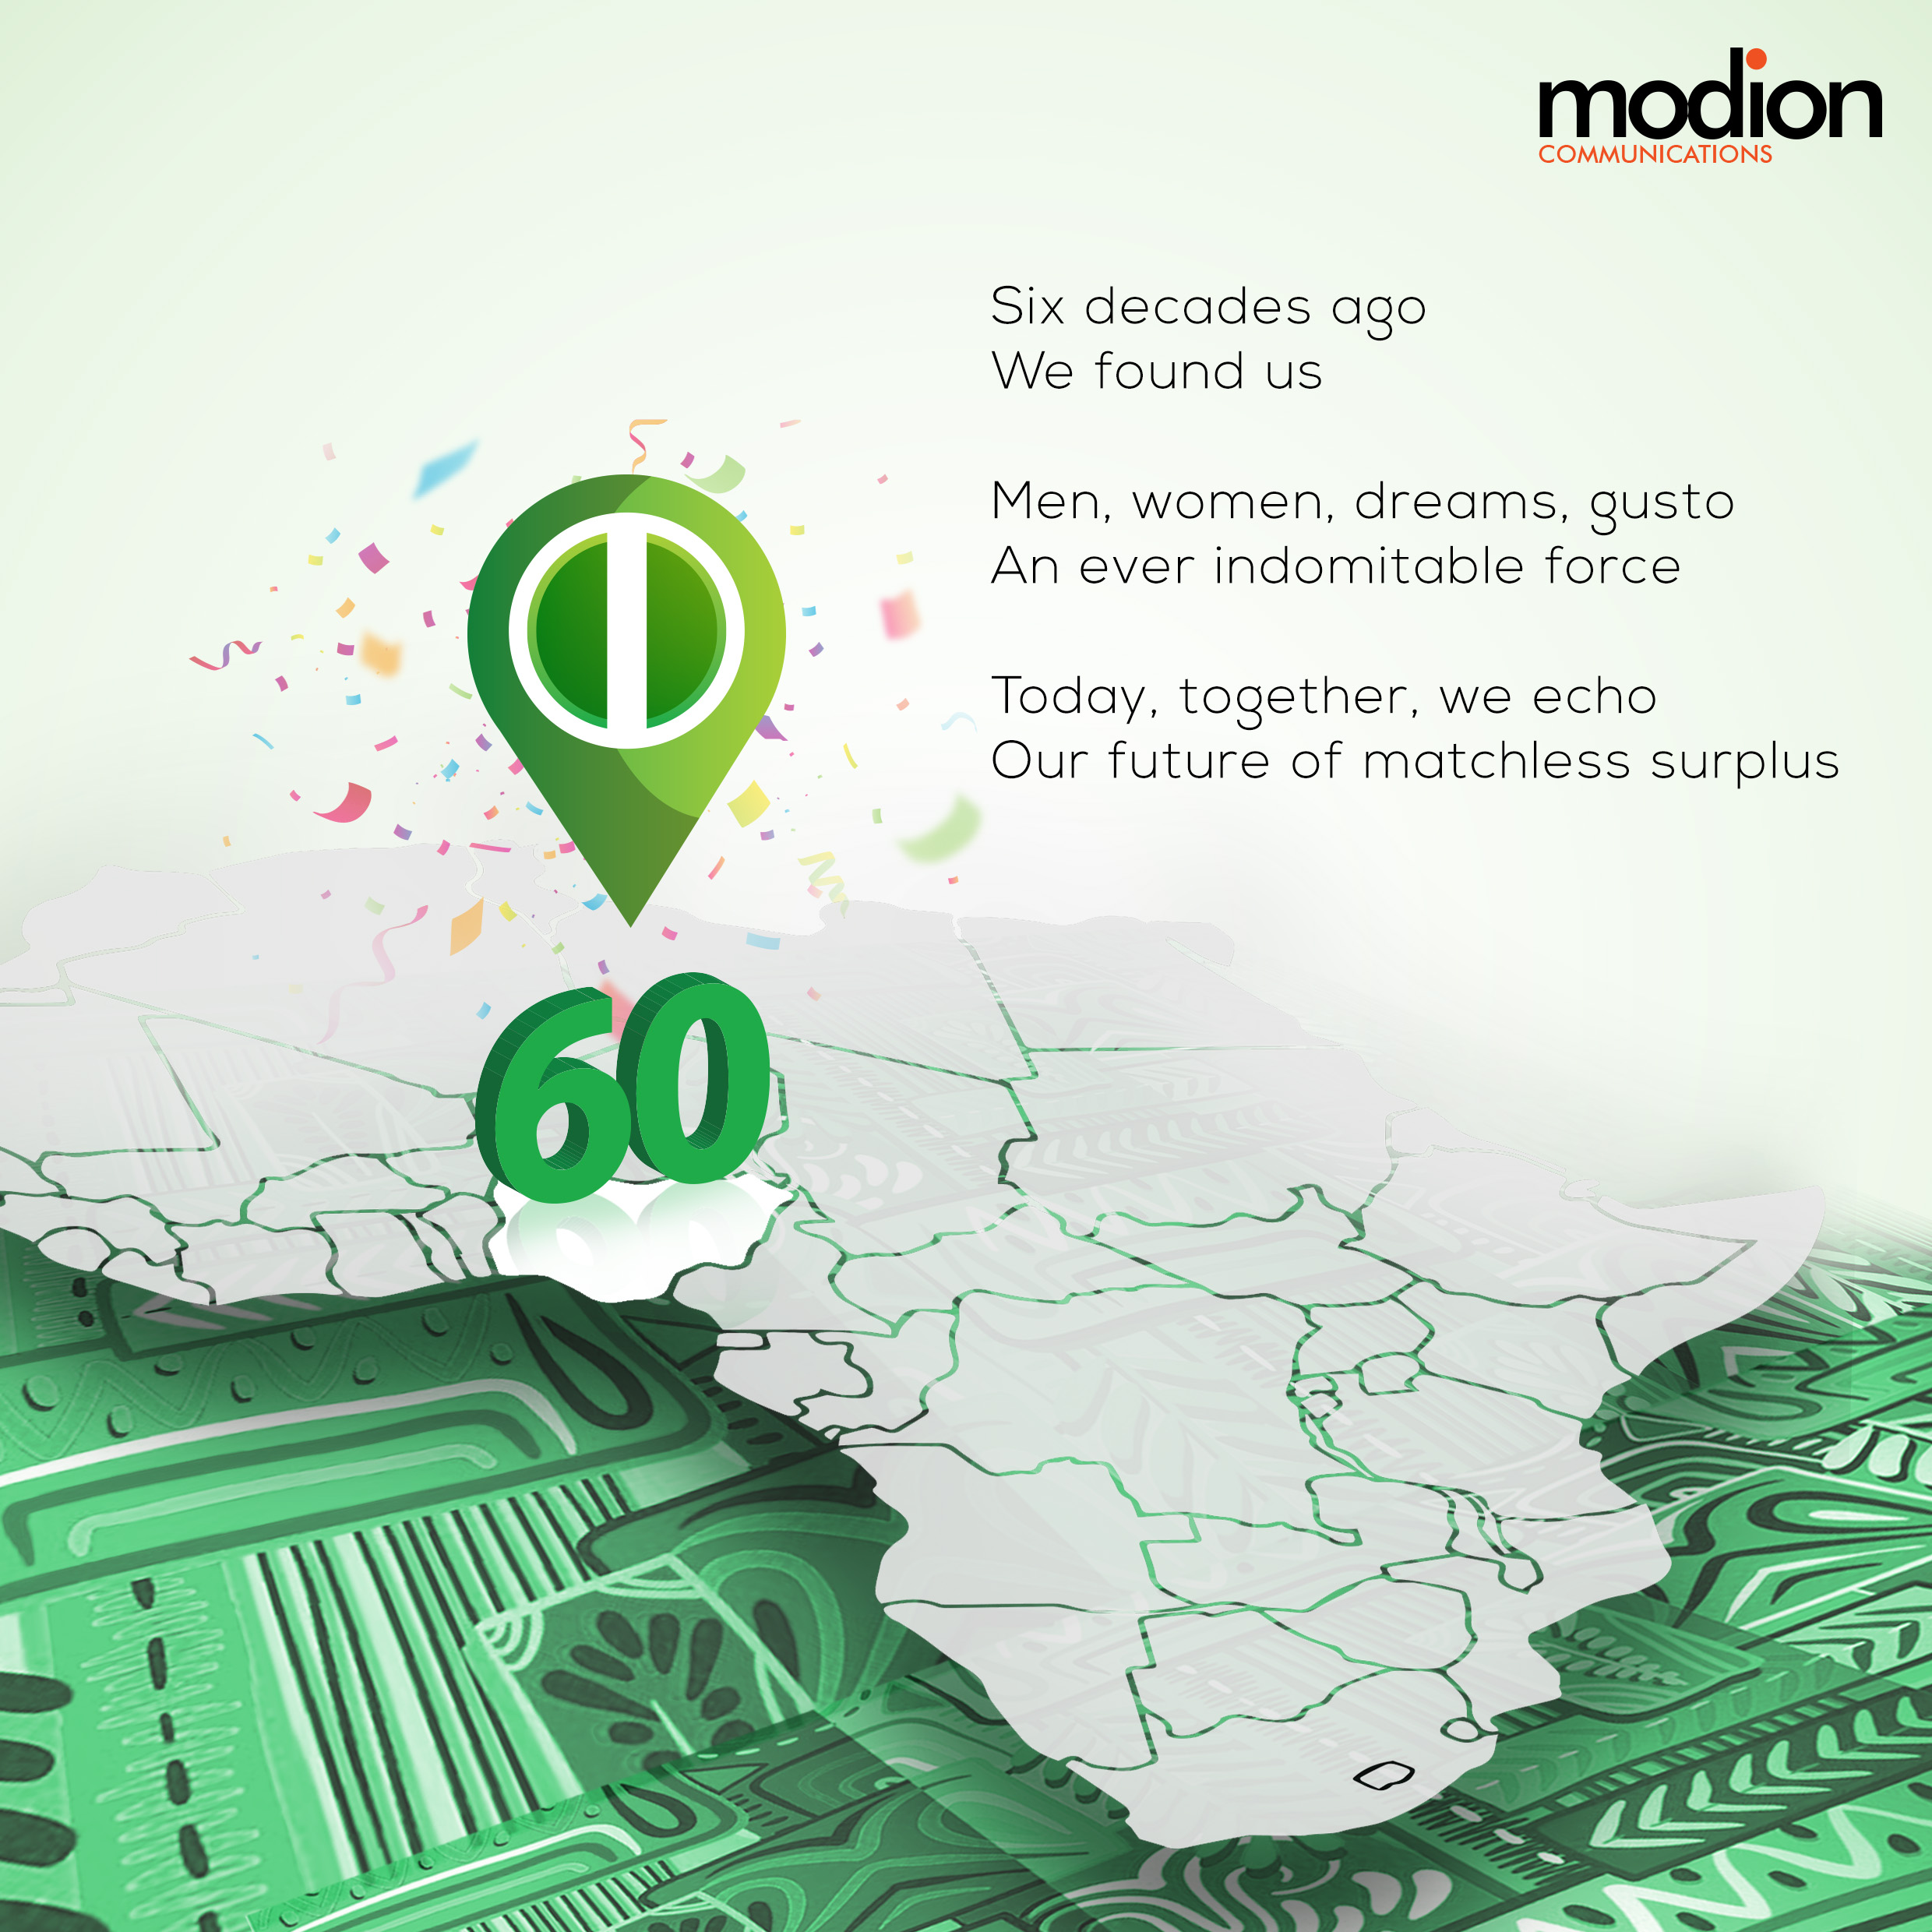 modion
COMMUNICATIONS
Six decades ago
We found us
Men, women, dreams, gusto
An ever indomitable force
Today, together, we echo
Our future of matchless surplus
60